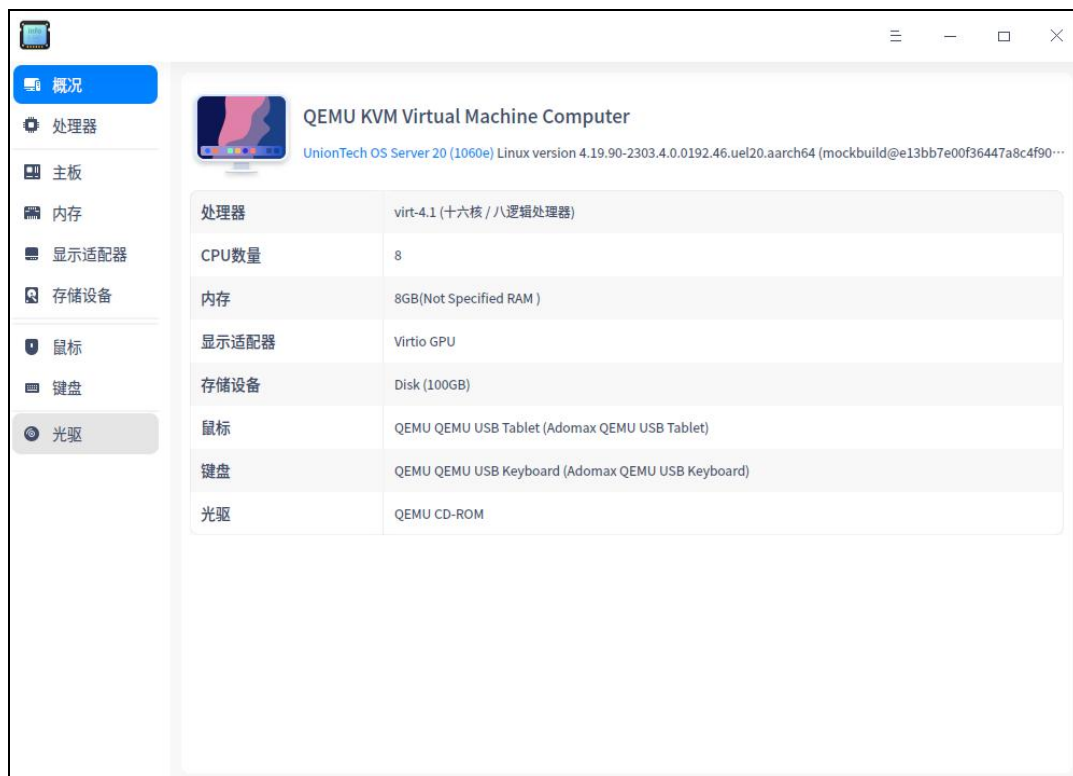 概况
处理器
主板
内存
显示适配器
存储设备
鼠标
键盘
光驱
QEMU KVM Virtual Machine Computer
UnionTech OS Server 20 (1060e) Linux version 4.19.90-2303.4.0.0192.46.uel20.aarch64 (mockbuild@e13bb7e00f36447a8c4f90···
处理器 virt-4.1 (十六核 / 八逻辑处理器)
CPU数量 8
内存 8GB(Not Specified RAM )
显示适配器 Virtio GPU
存储设备 Disk (100GB)
鼠标 QEMU QEMU USB Tablet (Adomax QEMU USB Tablet)
键盘 QEMU QEMU USB Keyboard (Adomax QEMU USB Keyboard)
光驱 QEMU CD-ROM